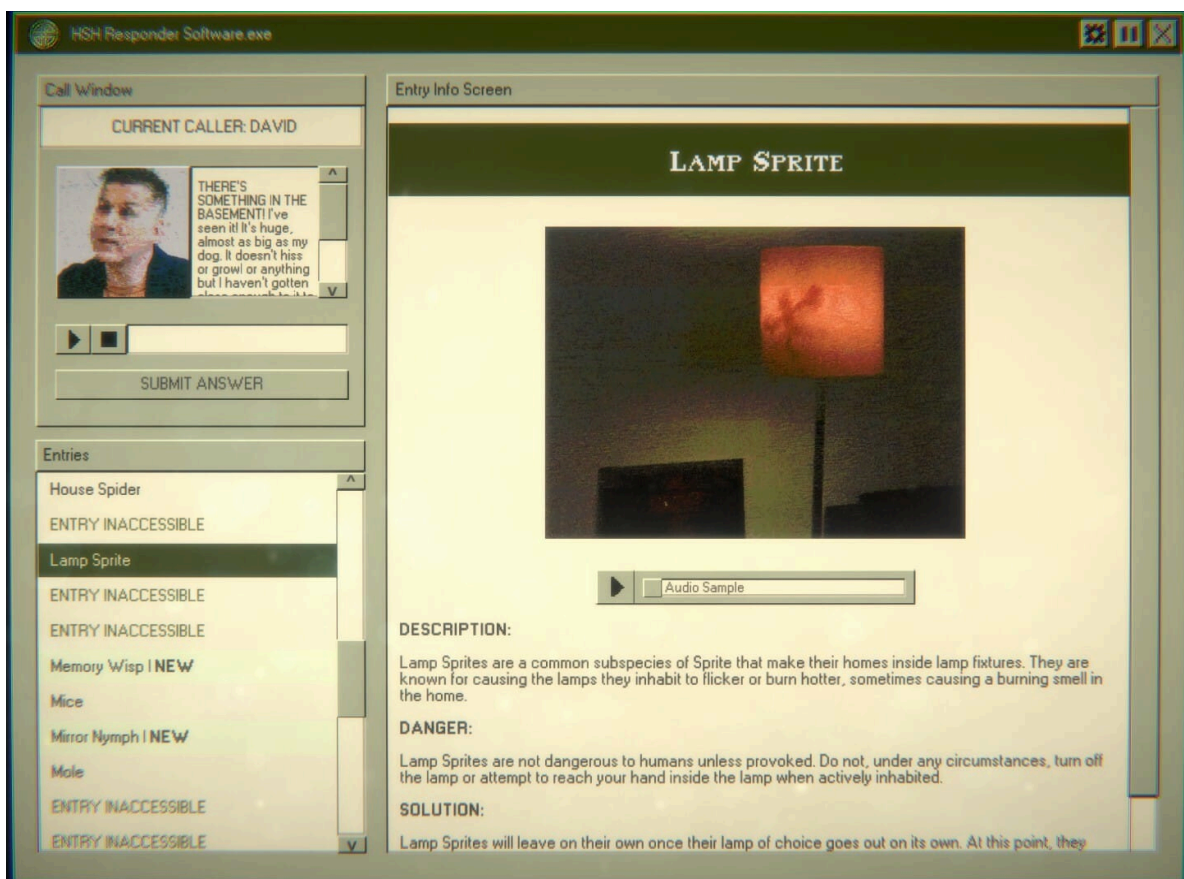 HSH Responder Software.exe
Call Window
CURRENT CALLER: DAVID
THERE'S
SOMETHING IN THE
BASEMENT! I've
seen it! It's huge,
almost as big as my
dog. It doesn't hiss
or growl or anything
but I haven't gotten
SUBMIT ANSWER
Entries
House Spider
ENTRY INACCESSIBLE
Lamp Sprite
ENTRY INACCESSIBLE
ENTRY INACCESSIBLE
Memory Wisp | NEW
Mice
Mirror Nymph | NEW
Mole
ENTRY INACCESSIBLE
ENTRY INACCESSIBLE
Entry Info Screen
LAMP SPRITE
Audio Sample
DESCRIPTION:
Lamp Sprites are a common subspecies of Sprite that make their homes inside lamp fixtures. They are
known for causing the lamps they inhabit to flicker or burn hotter, sometimes causing a burning smell in
the home.
DANGER:
Lamp Sprites are not dangerous to humans unless provoked. Do not, under any circumstances, turn off
the lamp or attempt to reach your hand inside the lamp when actively inhabited.
SOLUTION:
Lamp Sprites will leave on their own once their lamp of choice goes out on its own. At this point, they